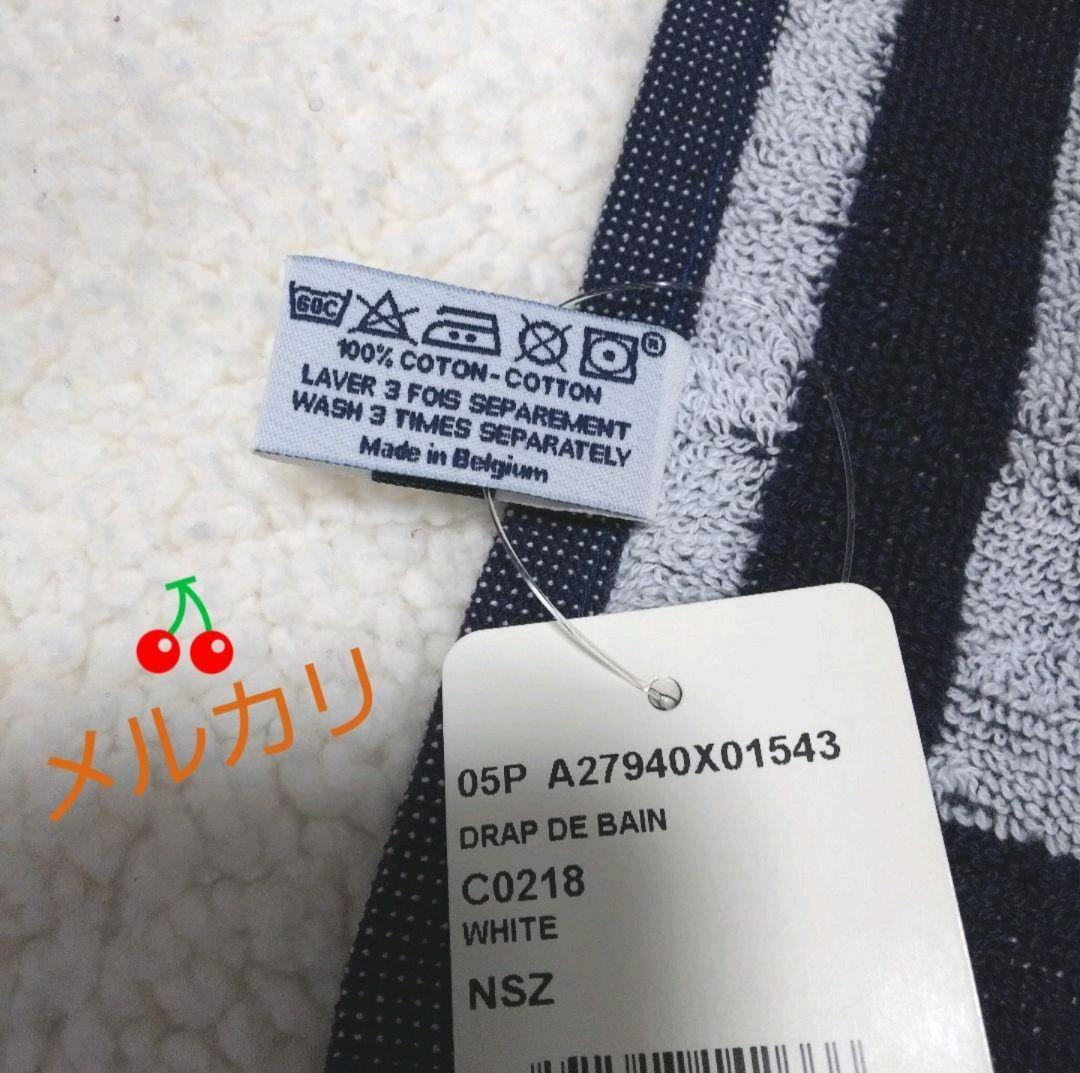 60C
100% COTON-COTTON
LAVER 3 FOIS SEPAREMENT
WASH 3 TIMES SEPARATELY
Made in Belgium
メルカリ
05P A27940X01543
DRAP DE BAIN
C0218
WHITE
NSZ